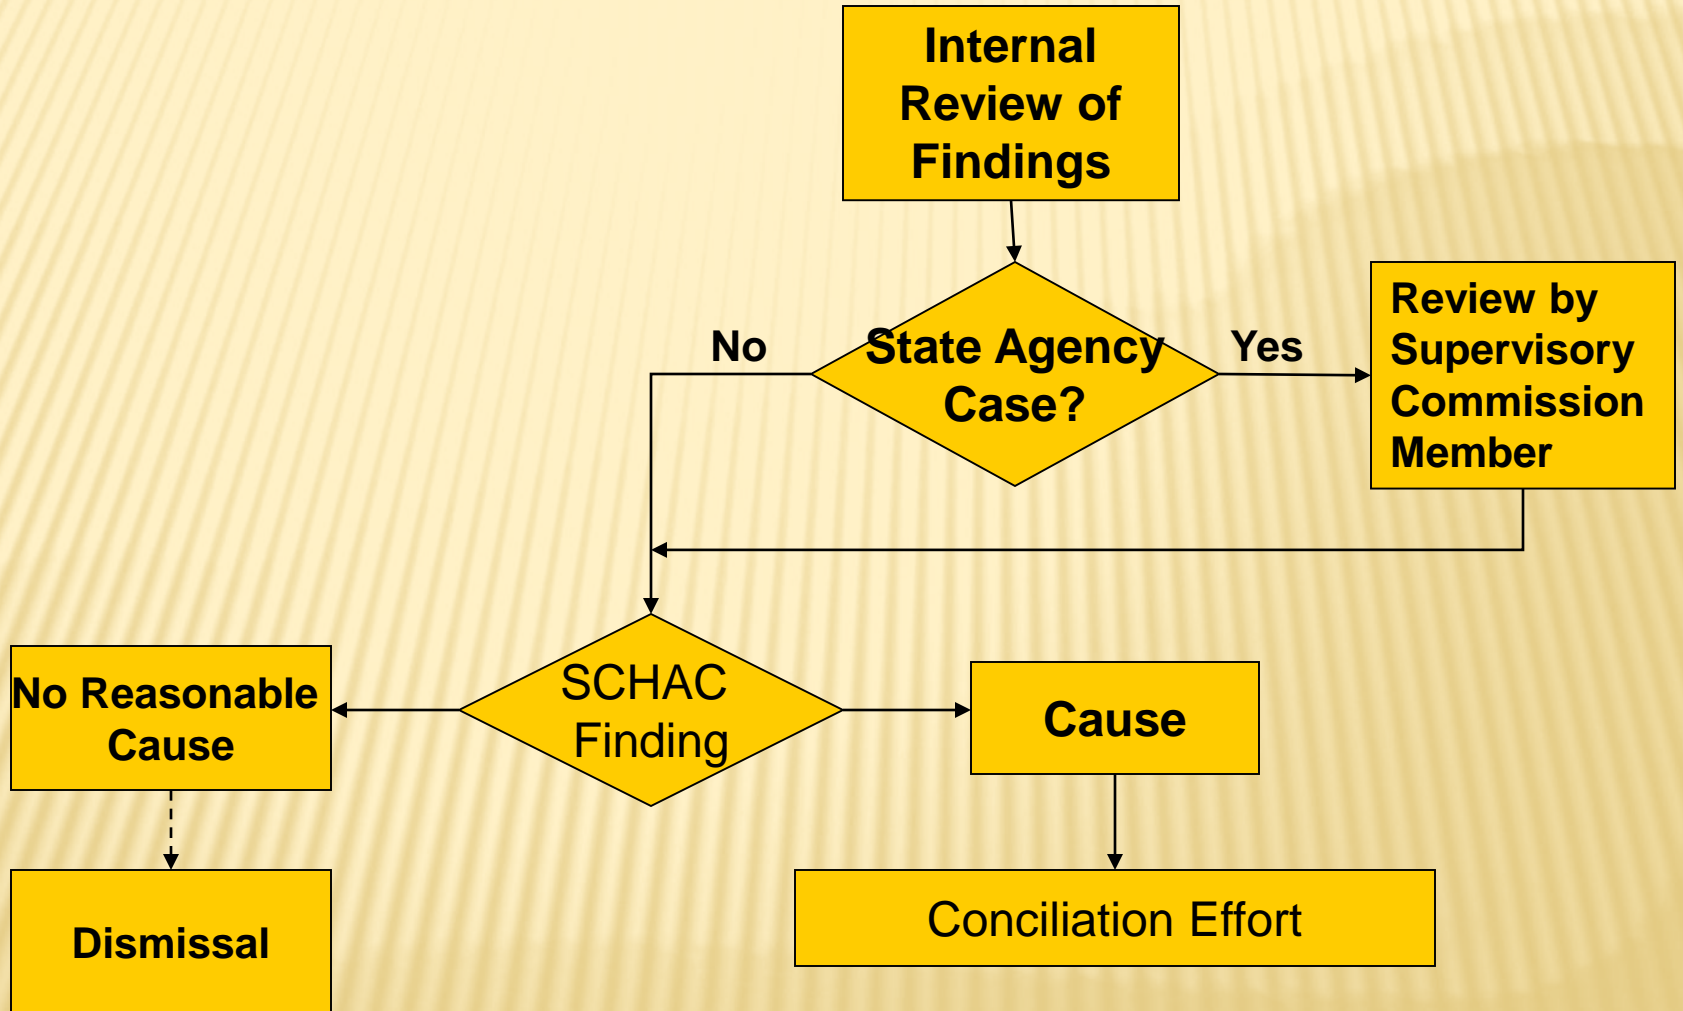 Internal
Review of
Findings
No
State Agency
Case?
Yes
Review by
Supervisory
Commission
Member
No Reasonable
Cause
SCHAC
Finding
Cause
Dismissal
Conciliation Effort